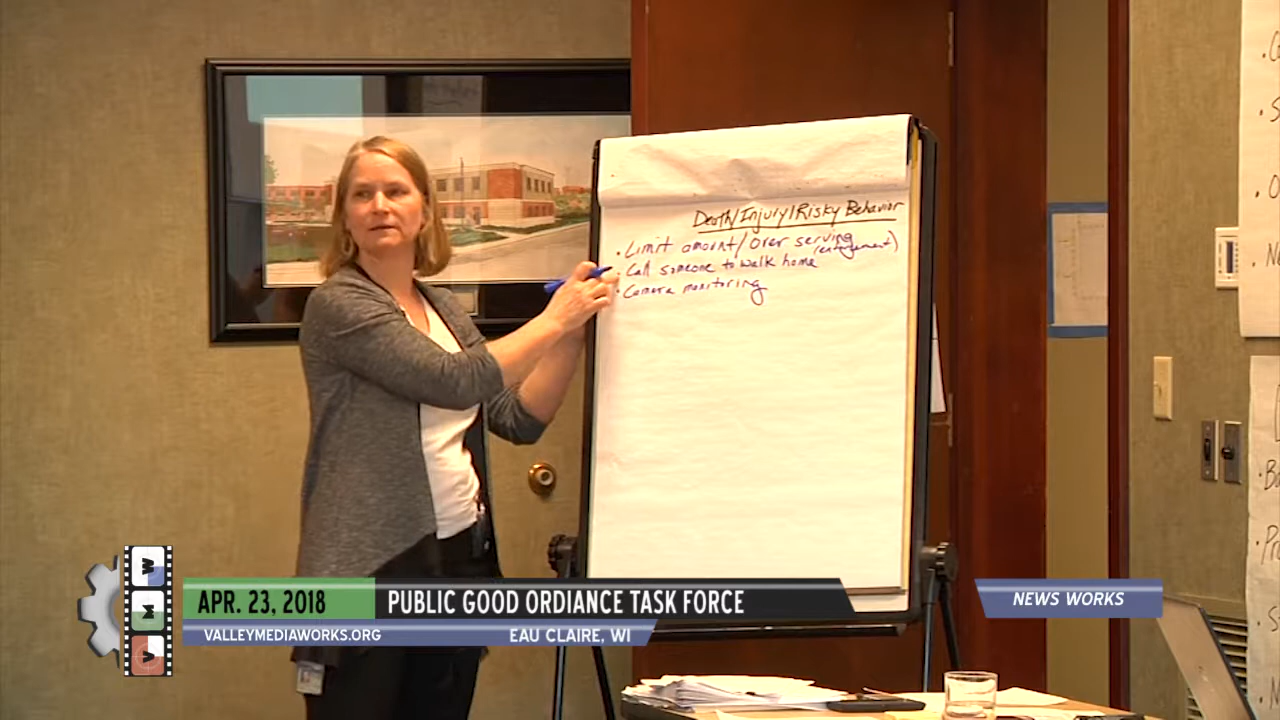 Death/Injury/Risky Behavior
• Limit amount/Over serving
(enforcement)
• Call someone to walk home
• Camera monitoring
W
M
V
APR. 23, 2018
PUBLIC GOOD ORDIANCE TASK FORCE
NEWS WORKS
VALLEYMEDIAWORKS.ORG
EAU CLAIRE, WI